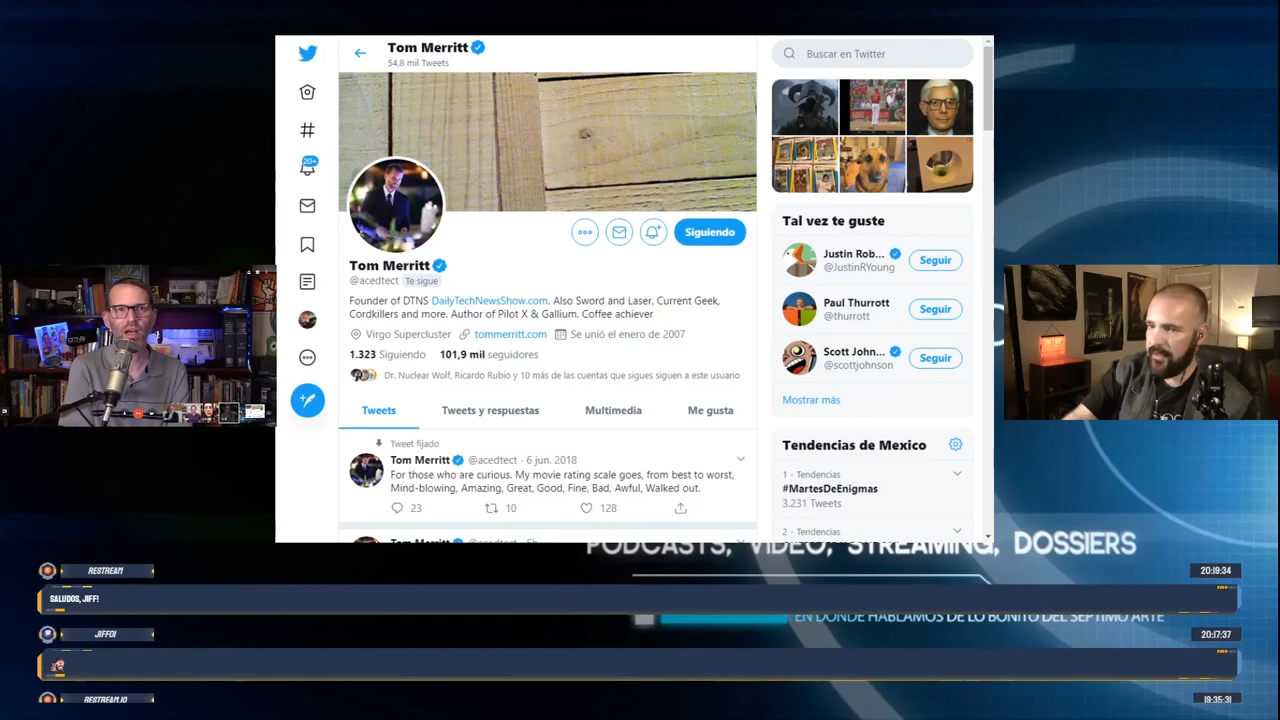 Tom Merritt
54,8 mil Tweets
Buscar en Twitter
20+
Siguiendo
Tom Merritt
@acedtect Te sigue
Founder of DTNS DailyTechNewsShow.com. Also Sword and Laser, Current Geek,
Cordkillers and more. Author of Pilot X & Gallium. Coffee achiever
Virgo Supercluster tommerritt.com Se unió el enero de 2007
1.323 Siguiendo 101,9 mil seguidores
Dr. Nuclear Wolf, Ricardo Rubio y 10 más de las cuentas que sigues siguen a este usuario
Tweets Tweets y respuestas Multimedia Me gusta
Tweet fijado
Tom Merritt @acedtect · 6 jun. 2018
For those who are curious. My movie rating scale goes, from best to worst,
Mind-blowing, Amazing, Great, Good, Fine, Bad, Awful, Walked out.
23 10 128
Tom Merritt @acedtect · 5h
Tal vez te guste
Justin Rob...
@JustinRYoung
Seguir
Paul Thurrott
@thurrott
Seguir
Scott John...
@scottjohnson
Seguir
Mostrar más
Tendencias de Mexico
1 · Tendencias
#MartesDeEnigmas
3.231 Tweets
2 · Tendencias
PODCASTS, VIDEO, STREAMING, DOSSIERS
EN DONDE HABLAMOS DE LO BONITO DEL SEPTIMO ARTE
RESTREAM 20:19:34
SALUDOS, JIFF!
JIFFOI 20:17:37
RESTREAM.IO 19:35:31